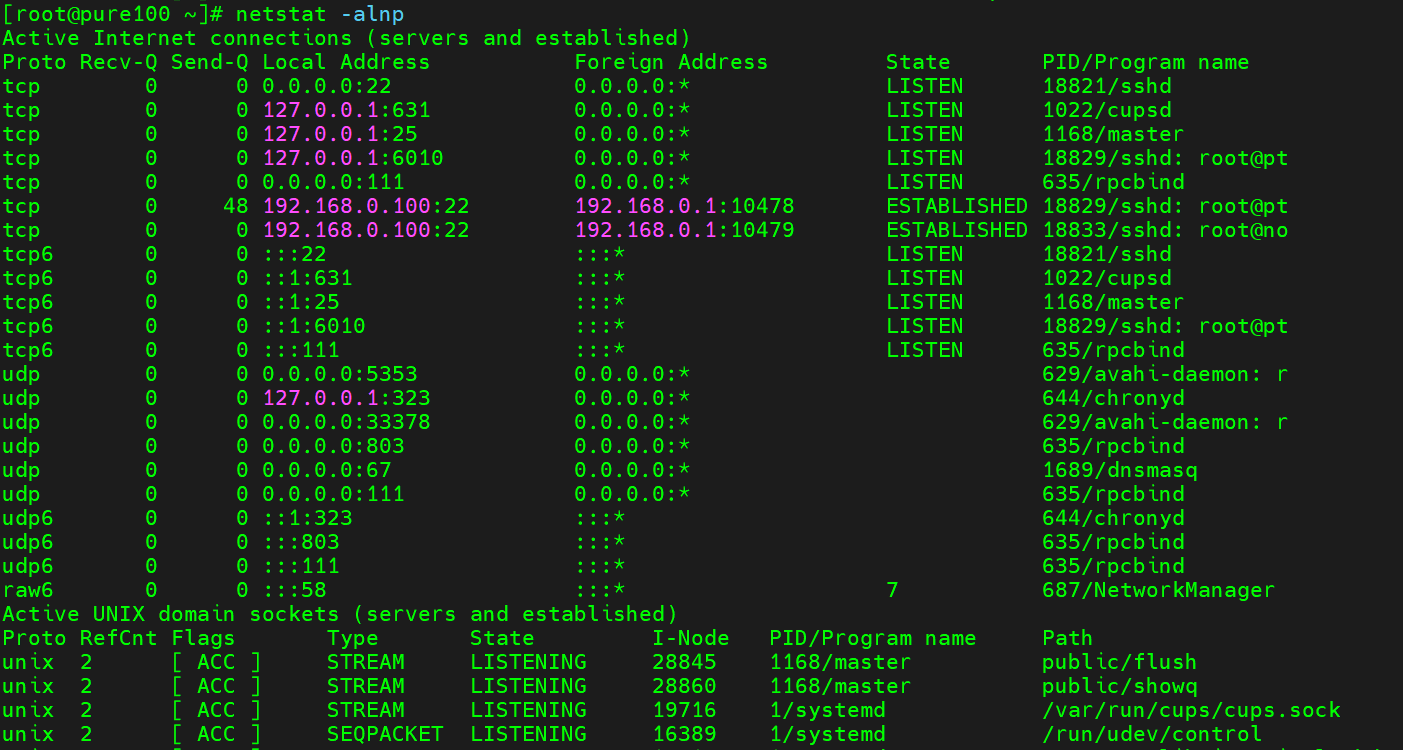 [root@pure100 ~]# netstat -alnp
Active Internet connections (servers and established)
Proto Recv-Q Send-Q Local Address           Foreign Address         State       PID/Program name
tcp        0      0 0.0.0.0:22              0.0.0.0:*               LISTEN      18821/sshd
tcp        0      0 127.0.0.1:631           0.0.0.0:*               LISTEN      1022/cupsd
tcp        0      0 127.0.0.1:25            0.0.0.0:*               LISTEN      1168/master
tcp        0      0 127.0.0.1:6010          0.0.0.0:*               LISTEN      18829/sshd: root@pt
tcp        0      0 0.0.0.0:111             0.0.0.0:*               LISTEN      635/rpcbind
tcp        0     48 192.168.0.100:22        192.168.0.1:10478       ESTABLISHED 18829/sshd: root@pt
tcp        0      0 192.168.0.100:22        192.168.0.1:10479       ESTABLISHED 18833/sshd: root@no
tcp6       0      0 :::22                   :::*                    LISTEN      18821/sshd
tcp6       0      0 ::1:631                 :::*                    LISTEN      1022/cupsd
tcp6       0      0 ::1:25                  :::*                    LISTEN      1168/master
tcp6       0      0 ::1:6010                :::*                    LISTEN      18829/sshd: root@pt
tcp6       0      0 :::111                  :::*                    LISTEN      635/rpcbind
udp        0      0 0.0.0.0:5353            0.0.0.0:*                           629/avahi-daemon: r
udp        0      0 127.0.0.1:323           0.0.0.0:*                           644/chronyd
udp        0      0 0.0.0.0:33378           0.0.0.0:*                           629/avahi-daemon: r
udp        0      0 0.0.0.0:803             0.0.0.0:*                           635/rpcbind
udp        0      0 0.0.0.0:67              0.0.0.0:*                           1689/dnsmasq
udp        0      0 0.0.0.0:111             0.0.0.0:*                           635/rpcbind
udp6       0      0 ::1:323                 :::*                                644/chronyd
udp6       0      0 :::803                  :::*                                635/rpcbind
udp6       0      0 :::111                  :::*                                635/rpcbind
raw6       0      0 :::58                   :::*                    7           687/NetworkManager
Active UNIX domain sockets (servers and established)
Proto RefCnt Flags       Type       State         I-Node   PID/Program name     Path
unix  2      [ ACC ]     STREAM     LISTENING     28845    1168/master          public/flush
unix  2      [ ACC ]     STREAM     LISTENING     28860    1168/master          public/showq
unix  2      [ ACC ]     STREAM     LISTENING     19716    1/systemd            /var/run/cups/cups.sock
unix  2      [ ACC ]     SEQPACKET  LISTENING     16389    1/systemd            /run/udev/control